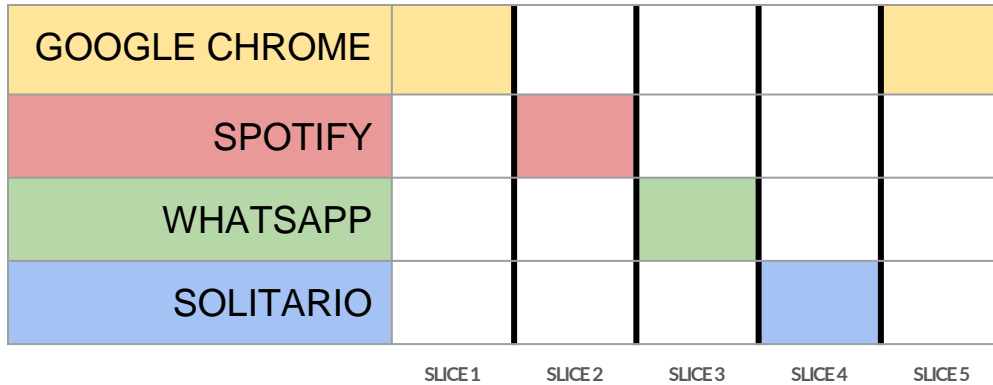 GOOGLE CHROME
SPOTIFY
WHATSAPP
SOLITARIO
SLICE 1 SLICE 2 SLICE 3 SLICE 4 SLICE 5